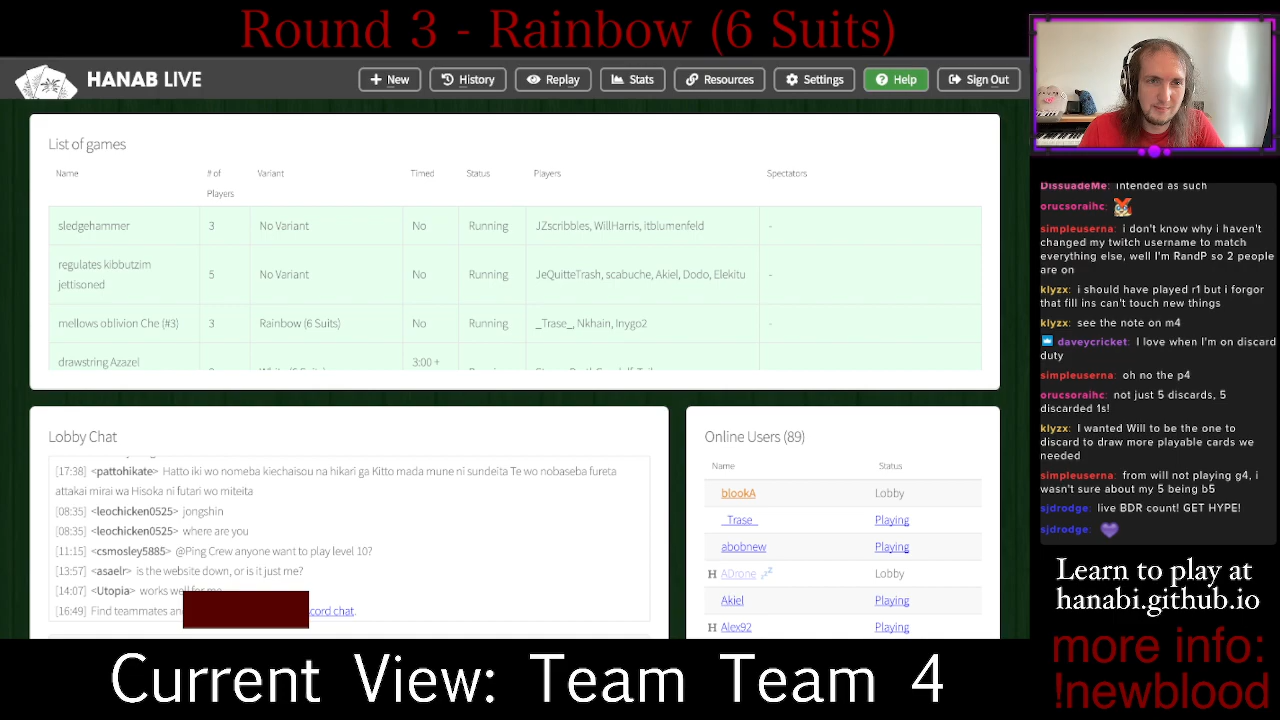 Round 3 - Rainbow (6 Suits)
HANAB LIVE
New
History
Replay
Stats
Resources
Settings
Help
Sign Out
List of games
Name
# of
Players
Variant
Timed
Status
Players
Spectators
sledgehammer 3 No Variant No Running JZscribbles, WillHarris, itblumenfeld -
regulates kibbutzim
jettisoned
5 No Variant No Running JeQuitteTrash, scabuche, Akiel, Dodo, Elekitu -
mellows oblivion Che (#3) 3 Rainbow (6 Suits) No Running _Trase_, Nkhain, Inygo2 -
drawstring Azazel
3:00 +
Lobby Chat
[17:38] <pattohikate> Hatto iki wo nomeba kiechaisou na hikari ga Kitto mada mune ni sundeita Te wo nobaseba fureta
attakai mirai wa Hisoka ni futari wo miteita
[08:35] <leochicken0525> jongshin
[08:35] <leochicken0525> where are you
[11:15] <csmosley5885> @Ping Crew anyone want to play level 10?
[13:57] <asaelr> is the website down, or is it just me?
[14:07] <Utopia> works well for me
[16:49] Find teammates an
cord chat.
Online Users (89)
Name Status
blookA Lobby
_Trase_ Playing
abobnew Playing
H ADrone Lobby
Akiel Playing
H Alex92 Playing
DissuadeMe: intended as such
orucsoraihc:
simpleuserna: i don't know why i haven't
changed my twitch username to match
everything else, well I'm RandP so 2 people
are on
klyzx: i should have played r1 but i forgor
that fill ins can't touch new things
klyzx: see the note on m4
daveycricket: I love when I'm on discard
duty
simpleuserna: oh no the p4
orucsoraihc: not just 5 discards, 5
discarded 1s!
klyzx: I wanted Will to be the one to
discard to draw more playable cards we
needed
simpleuserna: from will not playing g4, i
wasn't sure about my 5 being b5
sjdrodge: live BDR count! GET HYPE!
sjdrodge:
Learn to play at
hanabi.github.io
more info:
!newblood
Current View: Team Team 4